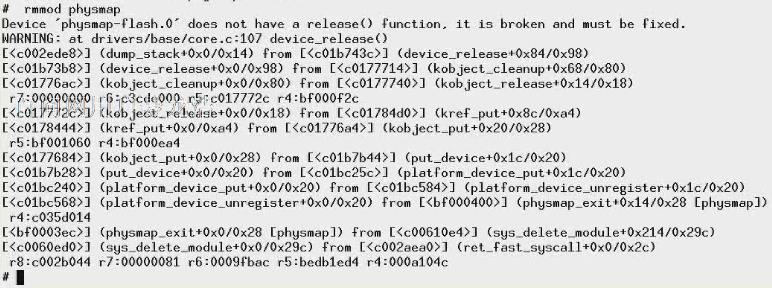 # rmmod physmap
Device 'physmap-flash.0' does not have a release() function, it is broken and must be fixed.
WARNING: at drivers/base/core.c:107 device_release()
[<c002ede8>] (dump_stack+0x0/0x14) from [<c01b743c>] (device_release+0x84/0x98)
[<c01b73b8>] (device_release+0x0/0x98) from [<c0177714>] (kobject_cleanup+0x68/0x80)
[<c01776ac>] (kobject_cleanup+0x0/0x80) from [<c0177740>] (kobject_release+0x14/0x18)
r7:00000000 r6:c3cde000 r5:c017772c r4:bf000f2c
[<c017772c>] (kobject_release+0x0/0x18) from [<c01784d0>] (kref_put+0x8c/0xa4)
[<c0178444>] (kref_put+0x0/0xa4) from [<c01776a4>] (kobject_put+0x20/0x28)
r5:bf001060 r4:bf000ea4
[<c0177684>] (kobject_put+0x0/0x28) from [<c01b7b44>] (put_device+0x1c/0x20)
[<c01b7b28>] (put_device+0x0/0x20) from [<c01bc25c>] (platform_device_put+0x1c/0x20)
[<c01bc240>] (platform_device_put+0x0/0x20) from [<c01bc584>] (platform_device_unregister+0x1c/0x20)
[<c01bc568>] (platform_device_unregister+0x0/0x20) from [<bf000400>] (physmap_exit+0x14/0x28 [physmap])
r4:c035d014
[<bf0003ec>] (physmap_exit+0x0/0x28 [physmap]) from [<c00610e4>] (sys_delete_module+0x214/0x29c)
[<c0060ed0>] (sys_delete_module+0x0/0x29c) from [<c002aea0>] (ret_fast_syscall+0x0/0x2c)
r8:c002b044 r7:00000081 r6:0009fbac r5:bedb1ed4 r4:000a104c
#